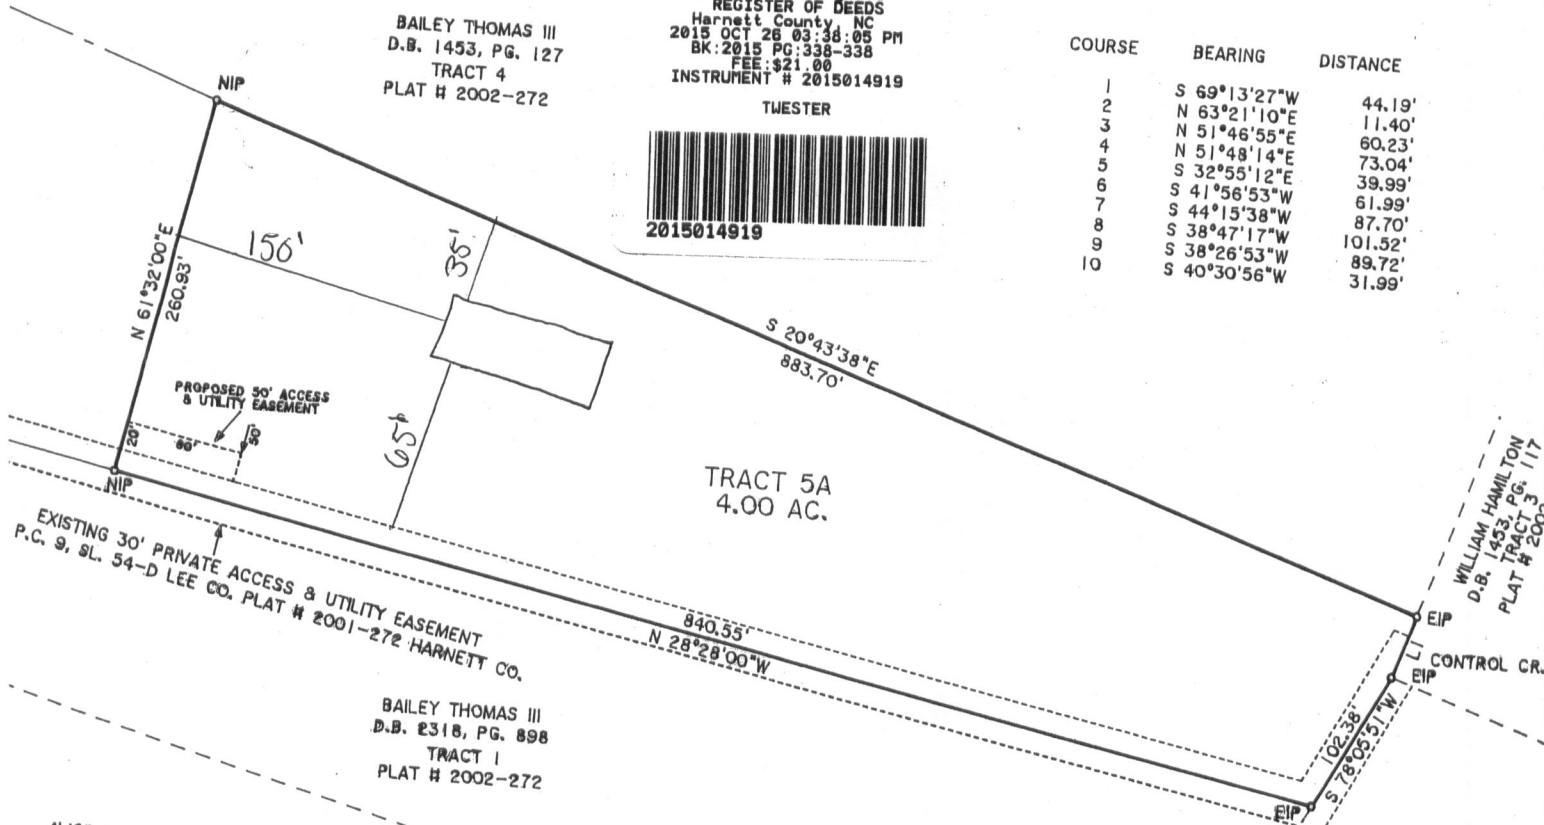 BAILEY THOMAS III
D.B. 1453, PG. 127
TRACT 4
PLAT # 2002-272
REGISTER OF DEEDS
Harnett County, NC
2015 OCT 26 03:38:05 PM
BK:2015 PG:338-338
FEE:$21.00
INSTRUMENT # 2015014919
TWESTER
2015014919
COURSE BEARING DISTANCE
1 S 69°13'27"W 44.19'
2 N 63°21'10"E 11.40'
3 N 51°46'55"E 60.23'
4 N 51°48'14"E 73.04'
5 S 32°55'12"E 39.99'
6 S 41°56'53"W 61.99'
7 S 44°15'38"W 87.70'
8 S 38°47'17"W 101.52'
9 S 38°26'53"W 89.72'
10 S 40°30'56"W 31.99'
NIP
N 61°32'00"E
260.93'
150'
35'
S 20°43'38"E
883.70'
PROPOSED 50' ACCESS
& UTILITY EASEMENT
20'
50'
65'
NIP
TRACT 5A
4.00 AC.
EXISTING 30' PRIVATE ACCESS & UTILITY EASEMENT
P.C. 9, SL. 54-D LEE CO. PLAT # 2001-272 HARNETT CO.
840.55'
N 28°28'00"W
WILLIAM HAMILTON
D.B. 1453, PG. 117
TRACT 3
PLAT # 2002
EIP
L1
CONTROL CR.
EIP
102.38'
S 78°05'51"W
EIP
BAILEY THOMAS III
D.B. 2318, PG. 898
TRACT 1
PLAT # 2002-272